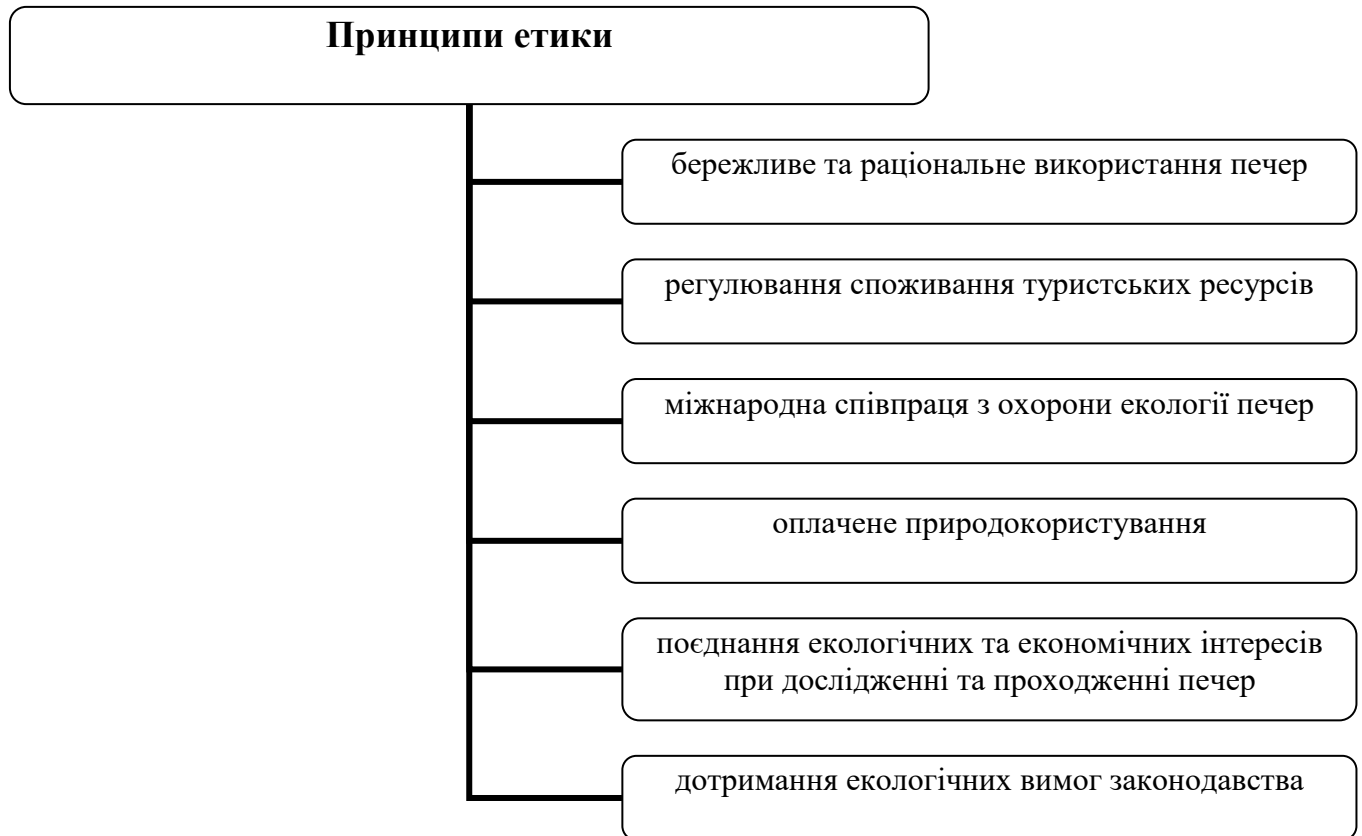 Принципи етики
бережливе та раціональне використання печер
регулювання споживання туристських ресурсів
міжнародна співпраця з охорони екології печер
оплачене природокористування
поєднання екологічних та економічних інтересів
при дослідженні та проходженні печер
дотримання екологічних вимог законодавства